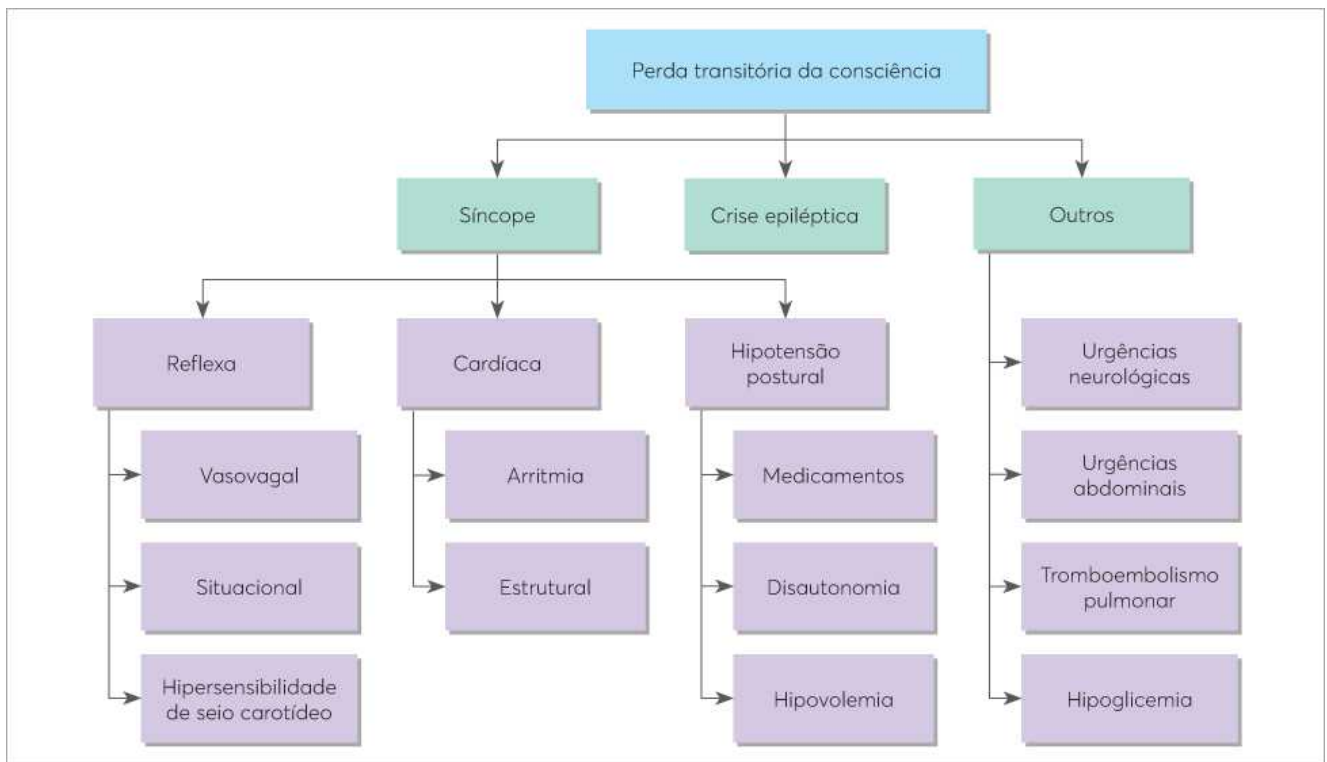 Perda transitória da consciência
Síncope
Crise epiléptica
Outros
Reflexa
Cardíaca
Hipotensão
postural
Urgências
neurológicas
Vasovagal
Arritmia
Medicamentos
Urgências
abdominais
Situacional
Estrutural
Disautonomia
Tromboembolismo
pulmonar
Hipersensibilidade
de seio carotídeo
Hipovolemia
Hipoglicemia